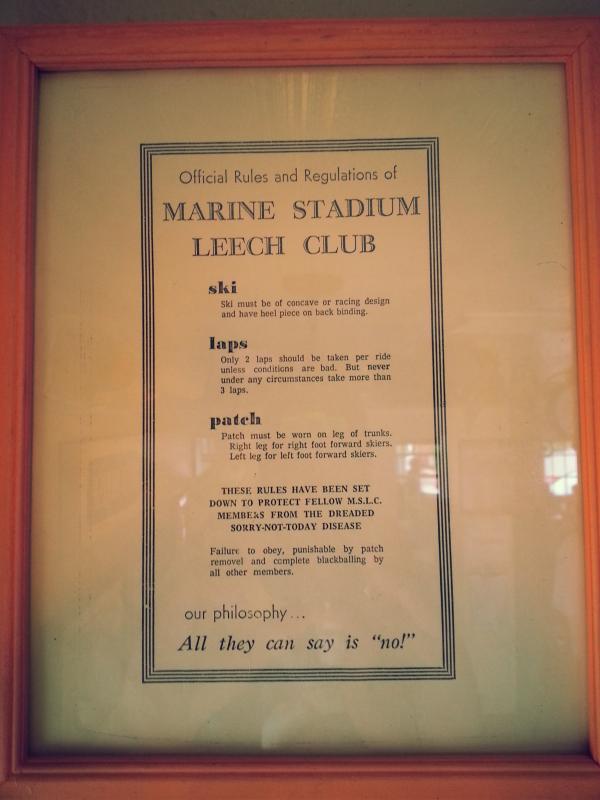 Official Rules and Regulations of
MARINE STADIUM
LEECH CLUB
ski
Ski must be of concave or racing design
and have heel piece on back binding.
laps
Only 2 laps should be taken per ride
unless conditions are bad. But never
under any circumstances take more than
3 laps.
patch
Patch must be worn on leg of trunks.
Right leg for right foot forward skiers.
Left leg for left foot forward skiers.
THESE RULES HAVE BEEN SET
DOWN TO PROTECT FELLOW M.S.L.C.
MEMBERS FROM THE DREADED
SORRY-NOT-TODAY DISEASE
Failure to obey, punishable by patch
removel and complete blackballing by
all other members.
our philosophy...
All they can say is "no!"